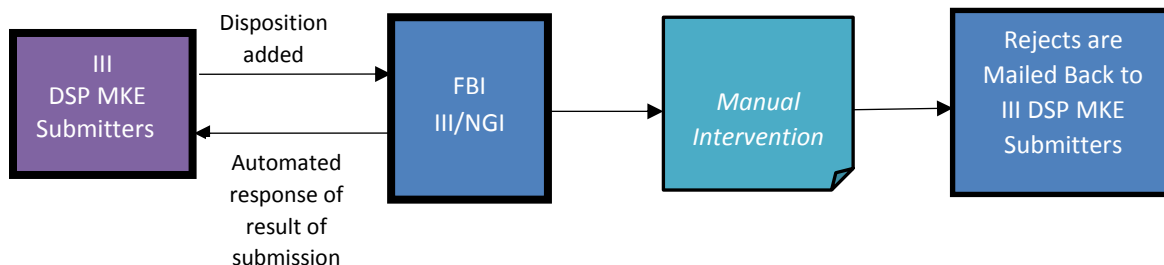 III
DSP MKE
Submitters
Disposition
added
Automated
response of
result of
submission
FBI
III/NGI
Manual
Intervention
Rejects are
Mailed Back to
III DSP MKE
Submitters